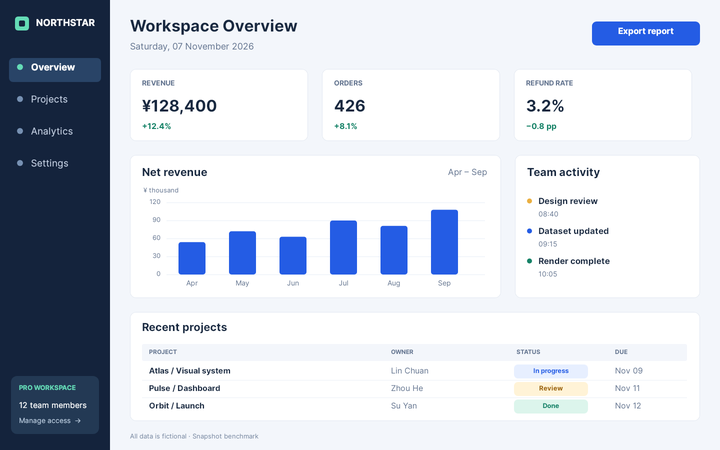 NORTHSTAR
Overview
Projects
Analytics
Settings
PRO WORKSPACE
12 team members
Manage access →
Workspace Overview
Saturday, 07 November 2026
Export report
REVENUE
¥128,400
+12.4%
ORDERS
426
+8.1%
REFUND RATE
3.2%
−0.8 pp
Net revenue
Apr – Sep
¥ thousand
120
90
60
30
0
Apr May Jun Jul Aug Sep
Team activity
Design review
08:40
Dataset updated
09:15
Render complete
10:05
Recent projects
PROJECT OWNER STATUS DUE
Atlas / Visual system Lin Chuan In progress Nov 09
Pulse / Dashboard Zhou He Review Nov 11
Orbit / Launch Su Yan Done Nov 12
All data is fictional · Snapshot benchmark